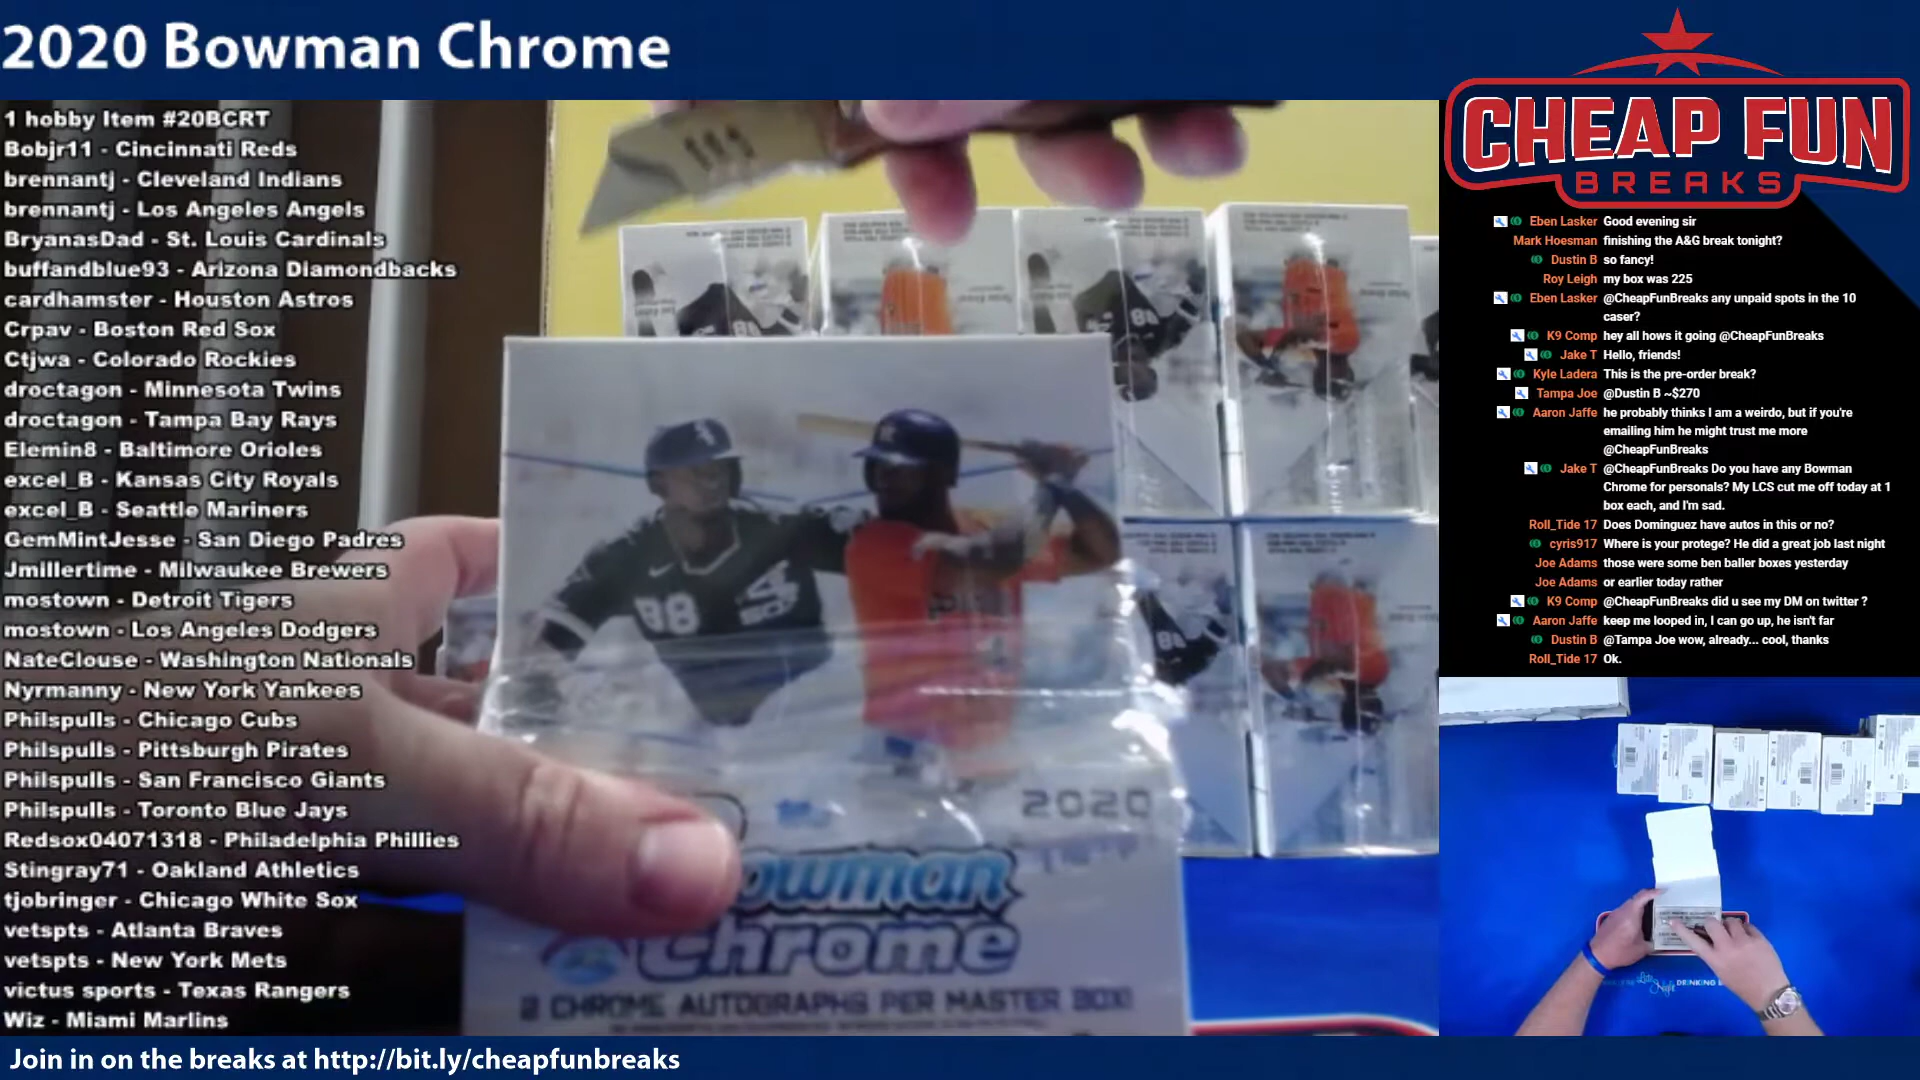 2020 Bowman Chrome
1 hobby Item #20BCRT
Bobjr11 - Cincinnati Reds
brennantj - Cleveland Indians
brennantj - Los Angeles Angels
BryanasDad - St. Louis Cardinals
buffandblue93 - Arizona Diamondbacks
cardhamster - Houston Astros
Crpav - Boston Red Sox
Ctjwa - Colorado Rockies
droctagon - Minnesota Twins
droctagon - Tampa Bay Rays
Elemin8 - Baltimore Orioles
excel_B - Kansas City Royals
excel_B - Seattle Mariners
GemMintJesse - San Diego Padres
Jmillertime - Milwaukee Brewers
mostown - Detroit Tigers
mostown - Los Angeles Dodgers
NateClouse - Washington Nationals
Nyrmanny - New York Yankees
Philspulls - Chicago Cubs
Philspulls - Pittsburgh Pirates
Philspulls - San Francisco Giants
Philspulls - Toronto Blue Jays
Redsox04071318 - Philadelphia Phillies
Stingray71 - Oakland Athletics
tjobringer - Chicago White Sox
vetspts - Atlanta Braves
vetspts - New York Mets
victus sports - Texas Rangers
Wiz - Miami Marlins
88
2020
Bowman
Chrome
2 CHROME AUTOGRAPHS PER MASTER BOX!
CHEAP FUN
BREAKS
Eben Lasker Good evening sir
Mark Hoesman finishing the A&G break tonight?
Dustin B so fancy!
Roy Leigh my box was 225
Eben Lasker @CheapFunBreaks any unpaid spots in the 10
caser?
K9 Comp hey all hows it going @CheapFunBreaks
Jake T Hello, friends!
Kyle Ladera This is the pre-order break?
Tampa Joe @Dustin B ~$270
Aaron Jaffe he probably thinks I am a weirdo, but if you're
emailing him he might trust me more
@CheapFunBreaks
Jake T @CheapFunBreaks Do you have any Bowman
Chrome for personals? My LCS cut me off today at 1
box each, and I'm sad.
Roll_Tide 17 Does Dominguez have autos in this or no?
cyris917 Where is your protege? He did a great job last night
Joe Adams those were some ben baller boxes yesterday
Joe Adams or earlier today rather
K9 Comp @CheapFunBreaks did u see my DM on twitter ?
Aaron Jaffe keep me looped in, I can go up, he isn't far
Dustin B @Tampa Joe wow, already... cool, thanks
Roll_Tide 17 Ok.
Late Night DRINKING
Join in on the breaks at http://bit.ly/cheapfunbreaks